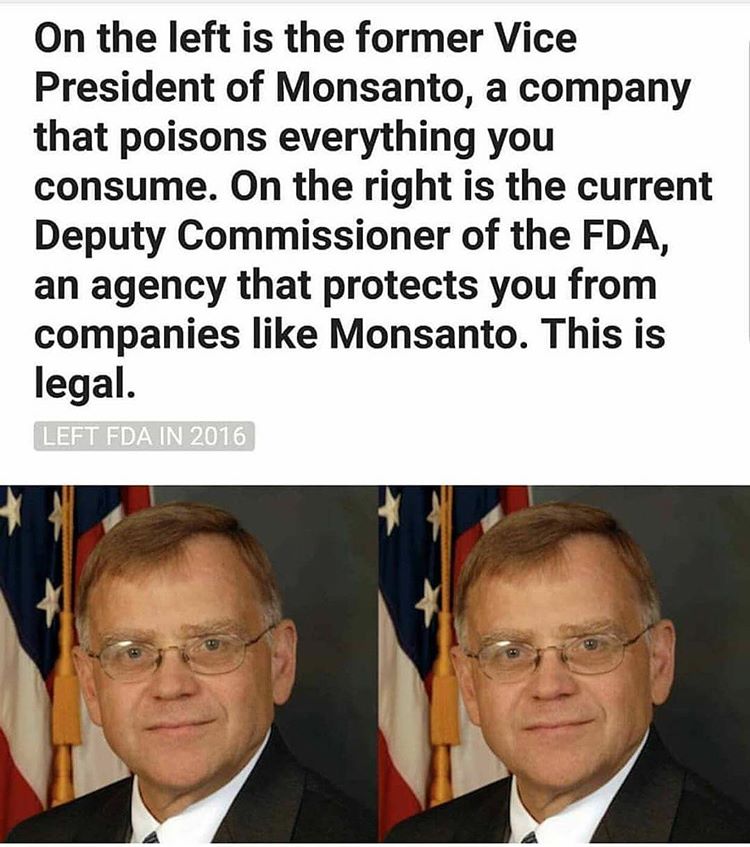 On the left is the former Vice
President of Monsanto, a company
that poisons everything you
consume. On the right is the current
Deputy Commissioner of the FDA,
an agency that protects you from
companies like Monsanto. This is
legal.
LEFT FDA IN 2016